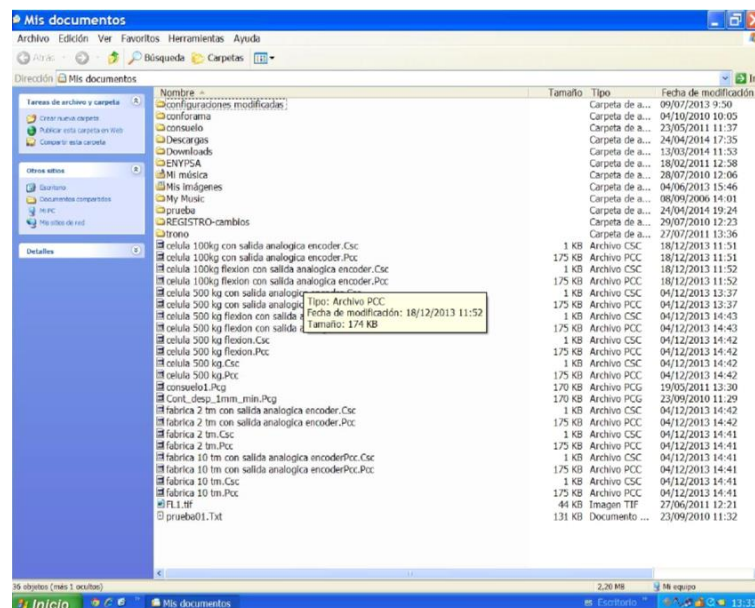 Mis documentos
Archivo Edición Ver Favoritos Herramientas Ayuda
Atrás Búsqueda Carpetas
Dirección Mis documentos
Tareas de archivo y carpeta
Crear nueva carpeta
Publicar esta carpeta en Web
Compartir esta carpeta
Otros sitios
Escritorio
Documentos compartidos
Mi PC
Mis sitios de red
Detalles
Nombre Tamaño Tipo Fecha de modificación
configuraciones modificadas Carpeta de a... 09/07/2013 9:50
conforama Carpeta de a... 04/10/2010 10:05
consuelo Carpeta de a... 23/05/2011 11:37
Descargas Carpeta de a... 24/04/2014 17:35
Downloads Carpeta de a... 13/03/2014 11:53
ENYPSA Carpeta de a... 18/02/2011 12:58
Mi música Carpeta de a... 28/07/2010 12:06
Mis imágenes Carpeta de a... 04/06/2013 15:46
My Music Carpeta de a... 08/09/2006 14:01
prueba Carpeta de a... 24/04/2014 19:24
REGISTRO-cambios Carpeta de a... 29/07/2010 12:23
trono Carpeta de a... 27/07/2011 13:36
celula 100kg con salida analogica encoder.Csc 1 KB Archivo CSC 18/12/2013 11:51
celula 100kg con salida analogica encoder.Pcc 175 KB Archivo PCC 18/12/2013 11:51
celula 100kg flexion con salida analogica encoder.Csc 1 KB Archivo CSC 18/12/2013 11:52
celula 100kg flexion con salida analogica encoder.Pcc 175 KB Archivo PCC 18/12/2013 11:52
celula 500 kg con salida analogica 1 KB Archivo CSC 04/12/2013 13:37
celula 500 kg con salida analogic 175 KB Archivo PCC 04/12/2013 13:37
celula 500 kg flexion con salida a 1 KB Archivo CSC 04/12/2013 14:43
celula 500 kg flexion con salida a 175 KB Archivo PCC 04/12/2013 14:43
Tipo: Archivo PCC
Fecha de modificación: 18/12/2013 11:52
Tamaño: 174 KB
celula 500 kg flexion.Csc 1 KB Archivo CSC 04/12/2013 14:42
celula 500 kg flexion.Pcc 175 KB Archivo PCC 04/12/2013 14:42
celula 500 kg.Csc 1 KB Archivo CSC 04/12/2013 14:42
celula 500 kg.Pcc 175 KB Archivo PCC 04/12/2013 14:42
consuelo1.Pcg 170 KB Archivo PCG 19/05/2011 13:30
Cont_desp_1mm_min.Pcg 170 KB Archivo PCG 23/09/2010 11:29
fabrica 2 tm con salida analogica encoder.Csc 1 KB Archivo CSC 04/12/2013 14:42
fabrica 2 tm con salida analogica encoder.Pcc 175 KB Archivo PCC 04/12/2013 14:42
fabrica 2 tm.Csc 1 KB Archivo CSC 04/12/2013 14:41
fabrica 2 tm.Pcc 175 KB Archivo PCC 04/12/2013 14:41
fabrica 10 tm con salida analogica encoderPcc.Csc 1 KB Archivo CSC 04/12/2013 14:41
fabrica 10 tm con salida analogica encoderPcc.Pcc 175 KB Archivo PCC 04/12/2013 14:41
fabrica 10 tm.Csc 1 KB Archivo CSC 04/12/2013 14:41
fabrica 10 tm.Pcc 175 KB Archivo PCC 04/12/2013 14:41
FL1.tif 44 KB Imagen TIF 27/06/2011 12:21
prueba01.Txt 131 KB Documento ... 23/09/2010 11:32
36 objetos (más 1 ocultos) 2,20 MB Mi equipo
Inicio Mis documentos Escritorio